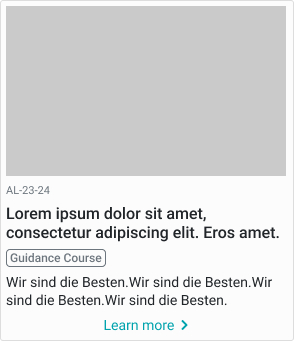 AL-23-24
Lorem ipsum dolor sit amet,
consectetur adipiscing elit. Eros amet.
Guidance Course
Wir sind die Besten.Wir sind die Besten.Wir
sind die Besten.Wir sind die Besten.
Learn more